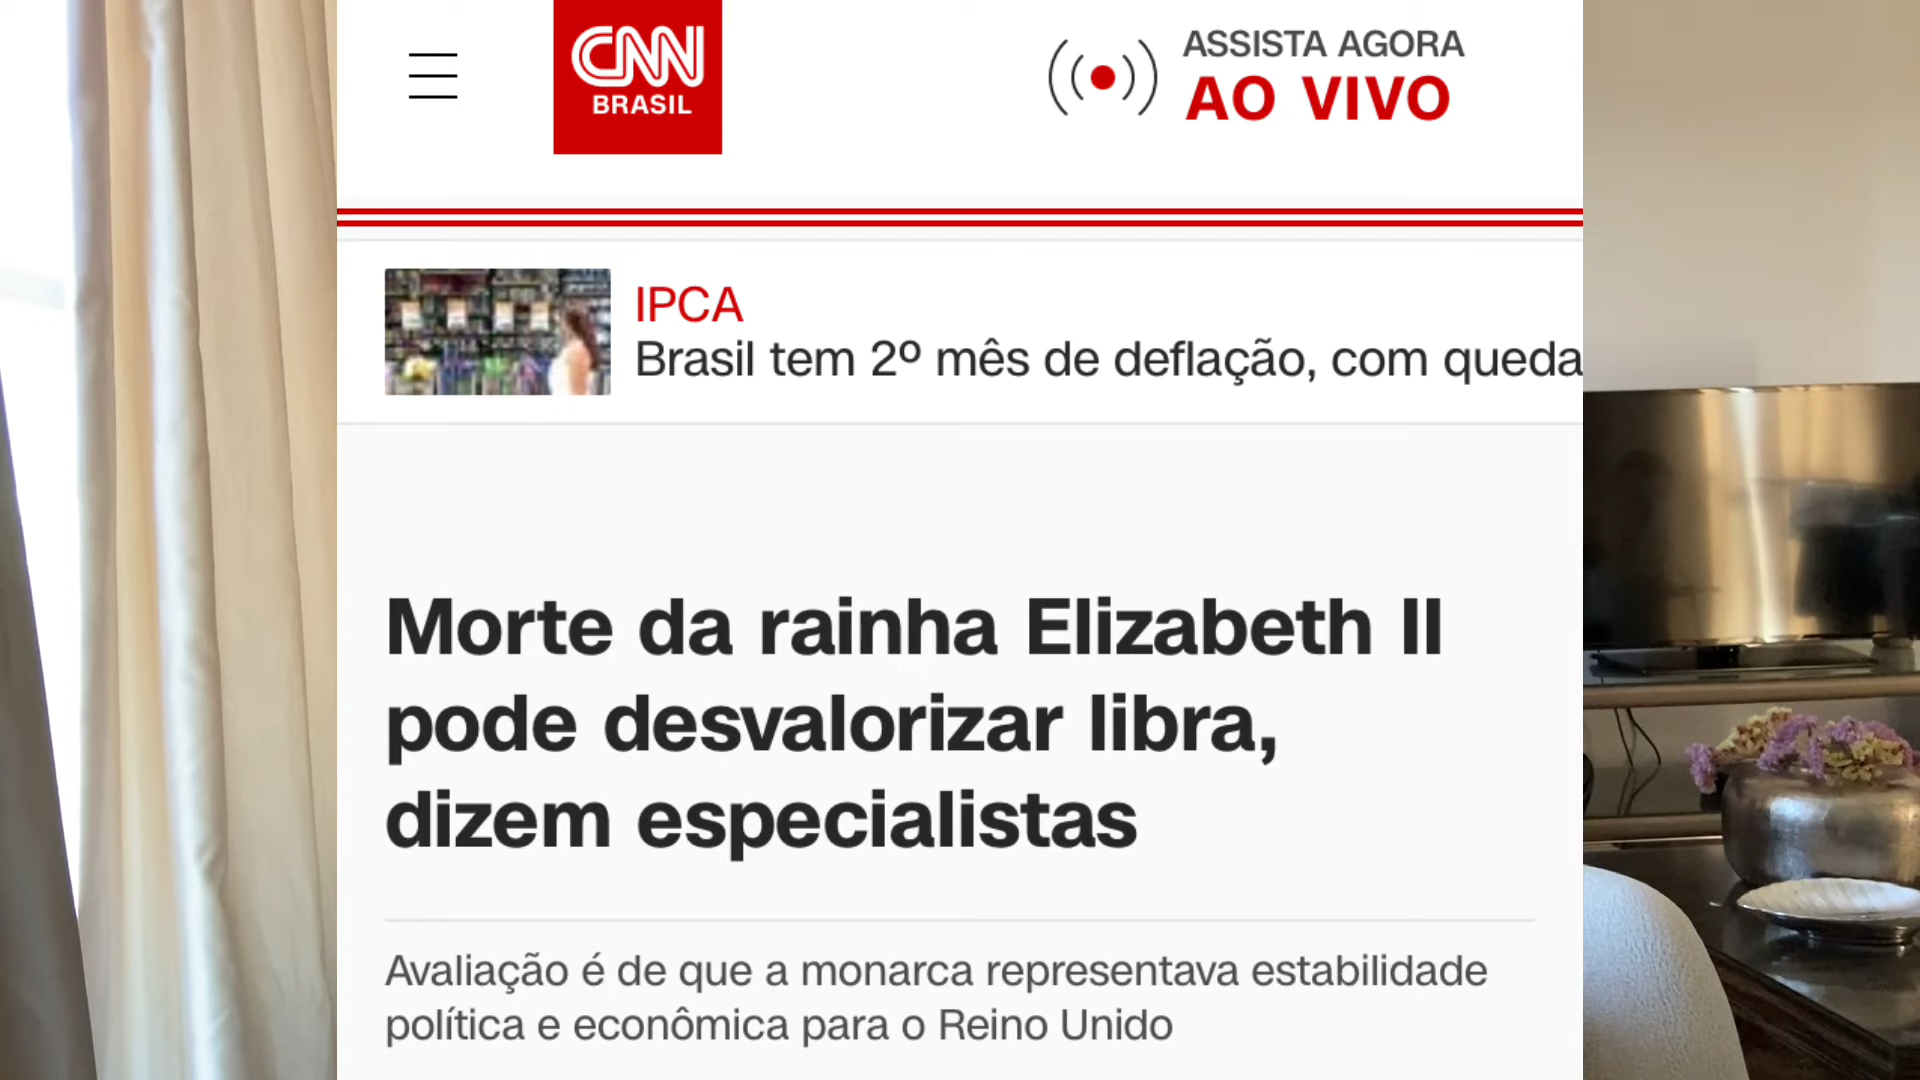 CNN
BRASIL
ASSISTA AGORA
AO VIVO
IPCA
Brasil tem 2º mês de deflação, com queda
Morte da rainha Elizabeth II
pode desvalorizar libra,
dizem especialistas
Avaliação é de que a monarca representava estabilidade
política e econômica para o Reino Unido